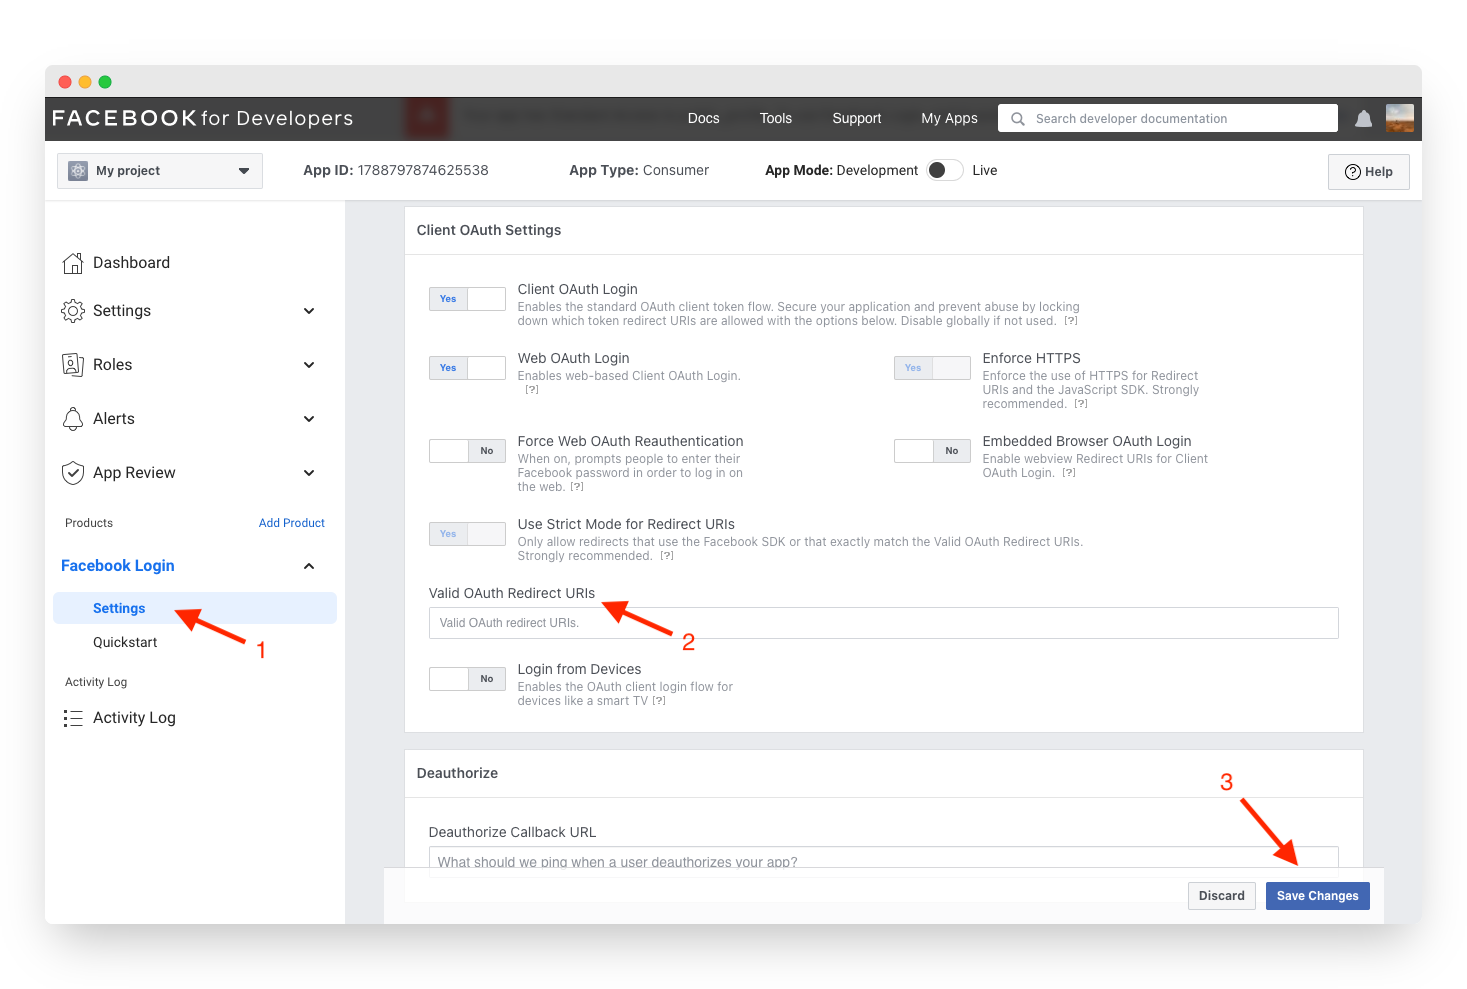 FACEBOOK for Developers
Docs
Tools
Support
My Apps
Search developer documentation
My project
App ID: 1788797874625538
App Type: Consumer
App Mode: Development
Live
Help
Dashboard
Settings
Roles
Alerts
App Review
Products
Add Product
Facebook Login
Settings
1
Quickstart
Activity Log
Activity Log
Client OAuth Settings
Yes
Client OAuth Login
Enables the standard OAuth client token flow. Secure your application and prevent abuse by locking
down which token redirect URIs are allowed with the options below. Disable globally if not used. [?]
Yes
Web OAuth Login
Enables web-based Client OAuth Login.
[?]
Yes
Enforce HTTPS
Enforce the use of HTTPS for Redirect
URIs and the JavaScript SDK. Strongly
recommended. [?]
No
Force Web OAuth Reauthentication
When on, prompts people to enter their
Facebook password in order to log in on
the web. [?]
No
Embedded Browser OAuth Login
Enable webview Redirect URIs for Client
OAuth Login. [?]
Yes
Use Strict Mode for Redirect URIs
Only allow redirects that use the Facebook SDK or that exactly match the Valid OAuth Redirect URIs.
Strongly recommended. [?]
Valid OAuth Redirect URIs
2
Valid OAuth redirect URIs.
No
Login from Devices
Enables the OAuth client login flow for
devices like a smart TV [?]
Deauthorize
3
Deauthorize Callback URL
What should we ping when a user deauthorizes your app?
Discard
Save Changes